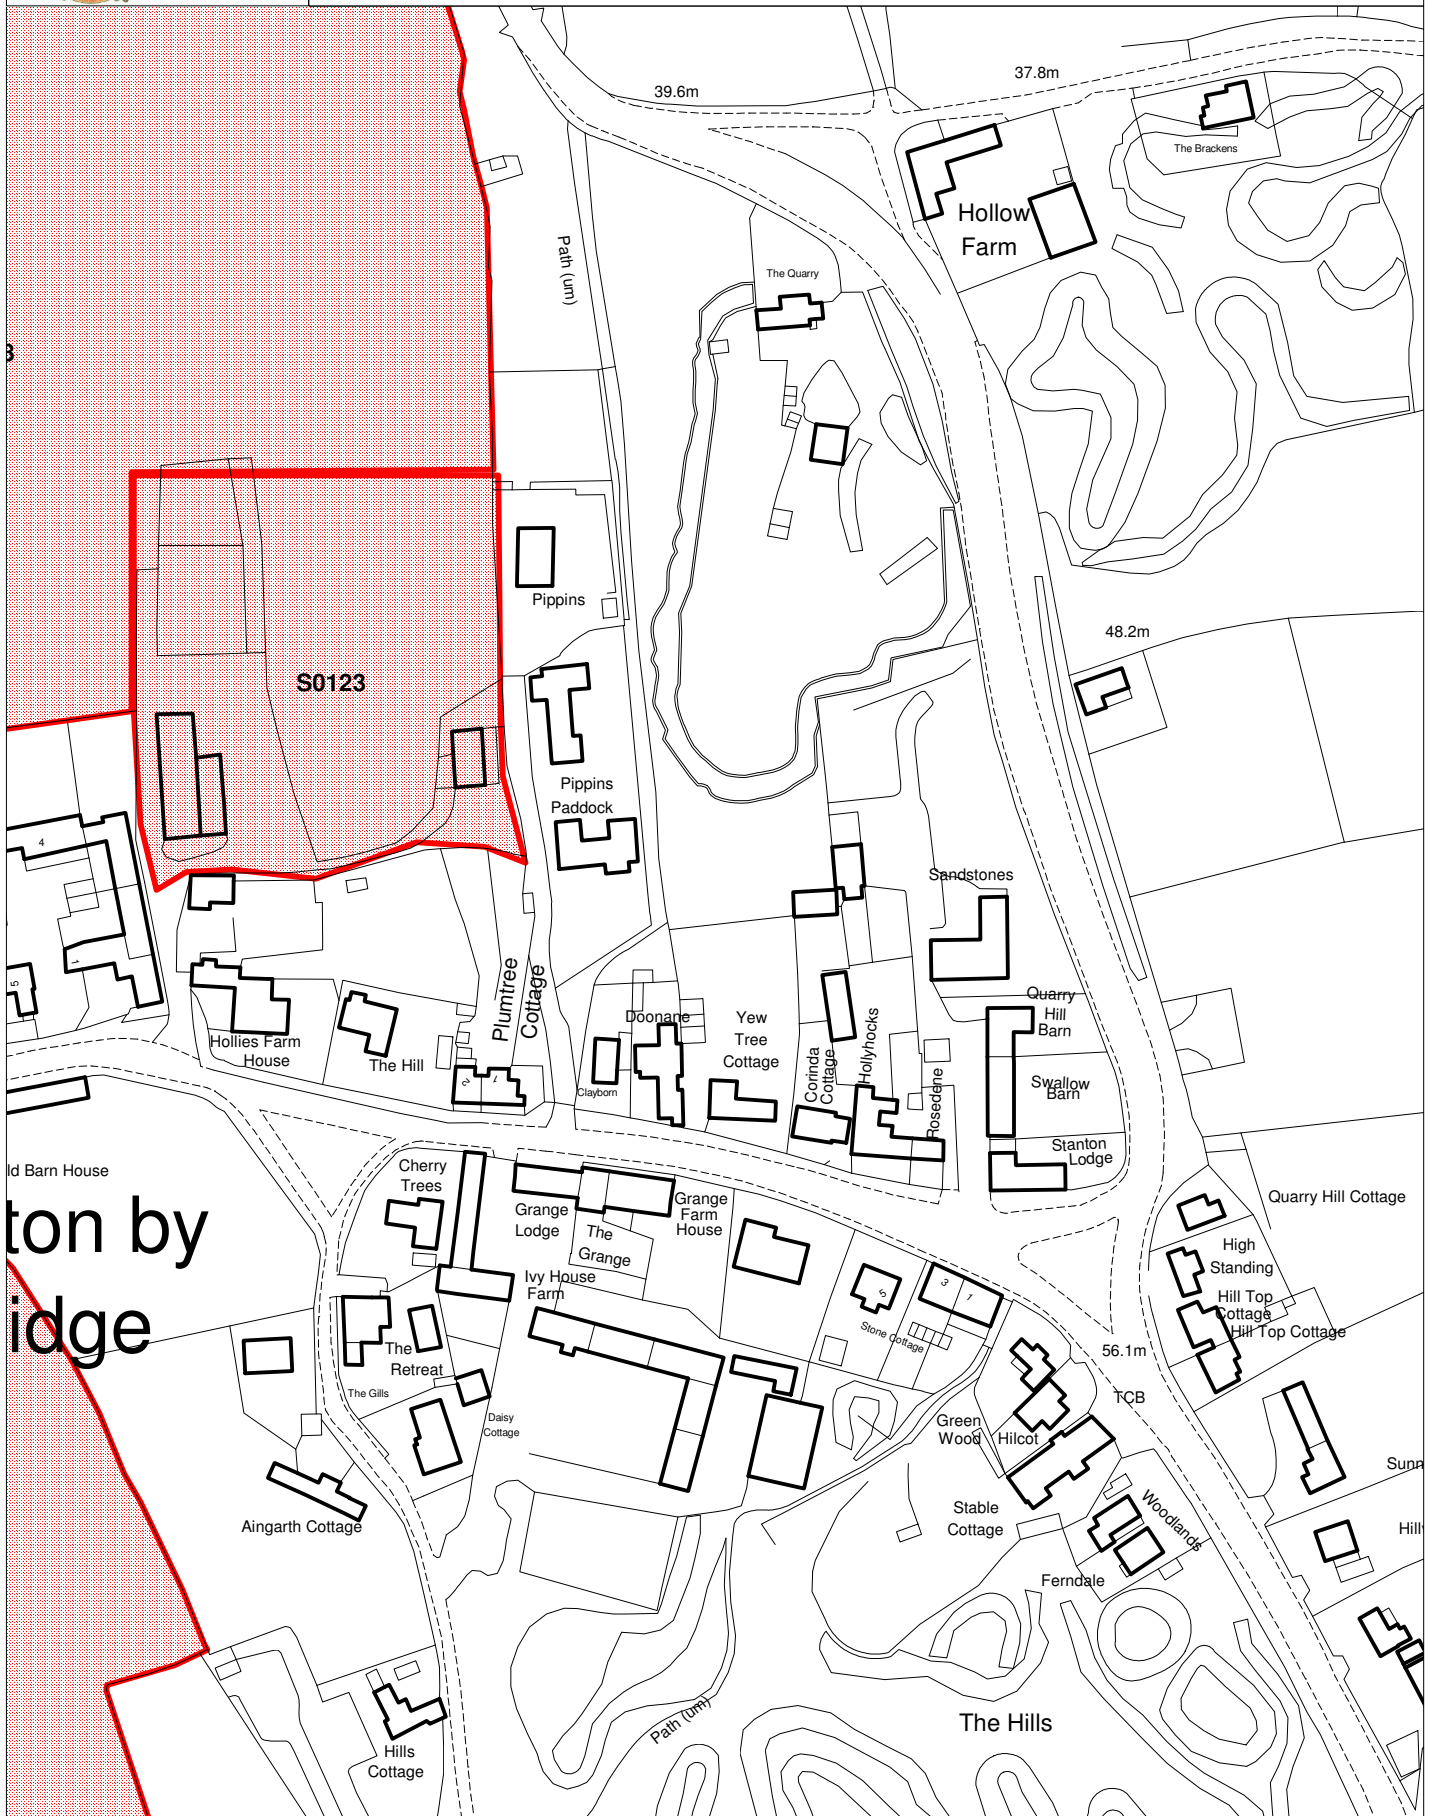 39.6m
37.8m
The Brackens
Hollow
Farm
Path (um)
The Quarry
3
Pippins
48.2m
S0123
Pippins
Paddock
4
Sandstones
1
5
Plumtree
Cottage
Quarry
Hill
Barn
Doonane
Yew
Tree
Cottage
Corinda
Cottage
Hollyhocks
Rosedene
Hollies Farm
House
The Hill
2
1
Clayborn
Swallow
Barn
Stanton
Lodge
ld Barn House
Cherry
Trees
Grange
Lodge
The
Grange
Grange
Farm
House
Quarry Hill Cottage
ton by
idge
High
Standing
Ivy House
Farm
5
3
1
Stone Cottage
Hill Top
Cottage
Hill Top Cottage
The
Retreat
56.1m
The Gills
TCB
Daisy
Cottage
Green
Wood
Hilcot
Sunn
Stable
Cottage
Woodlands
Hill
Aingarth Cottage
Ferndale
Path (um)
The Hills
Hills
Cottage